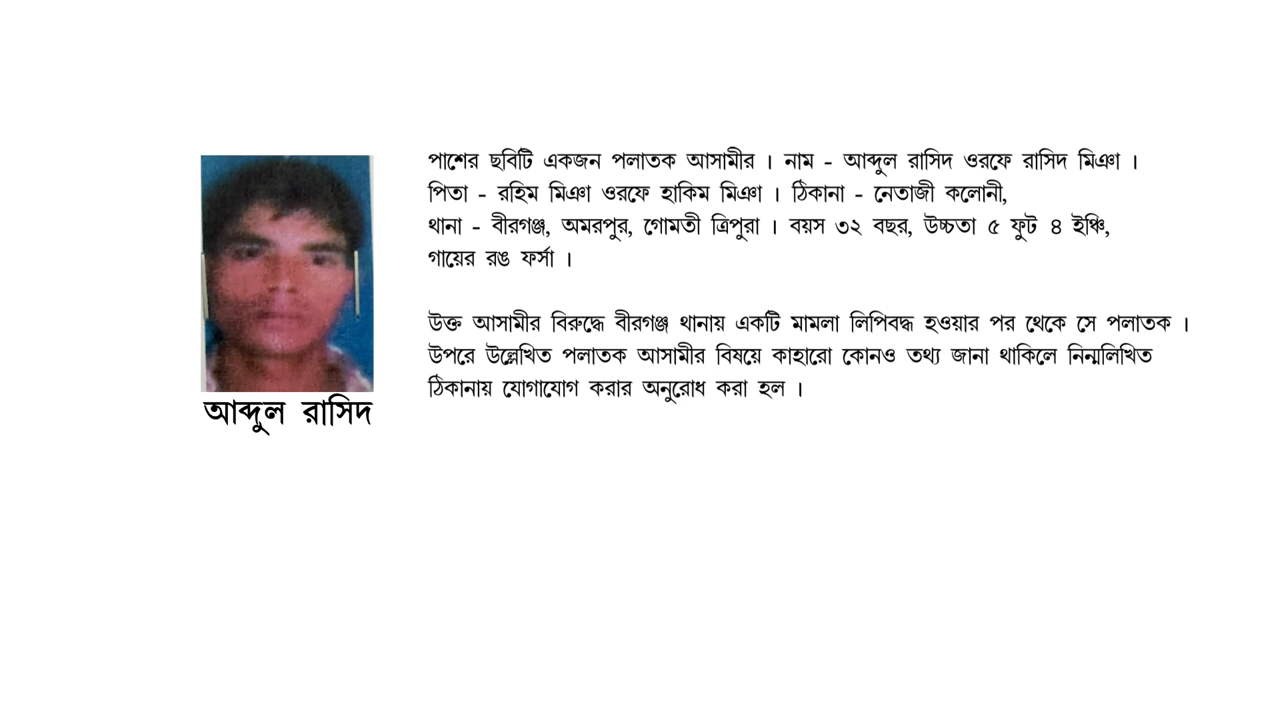 পাশের ছবিটি একজন পলাতক আসামীর । নাম - আব্দুল রাসিদ ওরফে রাসিদ মিঞা ।
পিতা - রহিম মিঞা ওরফে হাকিম মিঞা । ঠিকানা - নেতাজী কলোনী,
থানা - বীরগঞ্জ, অমরপুর, গোমতী ত্রিপুরা । বয়স ৩২ বছর, উচ্চতা ৫ ফুট ৪ ইঞ্চি,
গায়ের রঙ ফর্সা ।
উক্ত আসামীর বিরুদ্ধে বীরগঞ্জ থানায় একটি মামলা লিপিবদ্ধ হওয়ার পর থেকে সে পলাতক ।
উপরে উল্লেখিত পলাতক আসামীর বিষয়ে কাহারো কোনও তথ্য জানা থাকিলে নিন্মলিখিত
ঠিকানায় যোগাযোগ করার অনুরোধ করা হল ।
আব্দুল রাসিদ